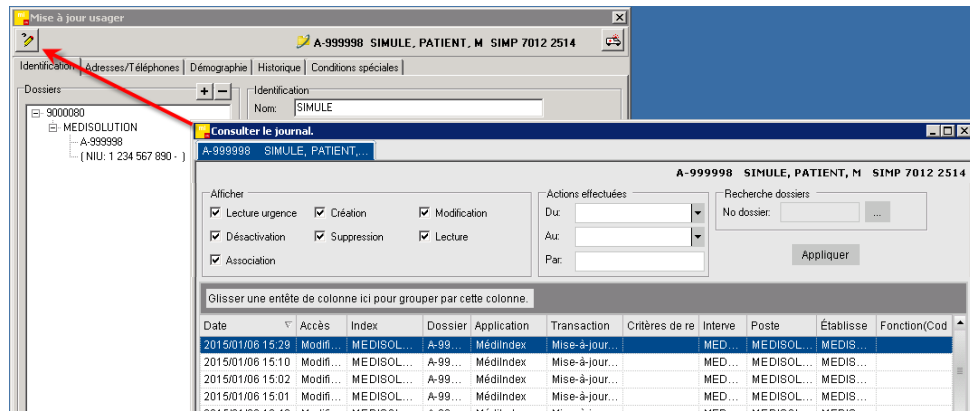 Mise à jour usager
A-999998 SIMULE, PATIENT, M SIMP 7012 2514
Identification Adresses/Téléphones Démographie Historique Conditions spéciales
Dossiers + − Identification
Nom: SIMULE
9000080
MEDISOLUTION
A-999998
( NIU: 1 234 567 890 - )
Consulter le journal.
A-999998 SIMULE, PATIENT,...
A-999998 SIMULE, PATIENT, M SIMP 7012 2514
Afficher Actions effectuées Recherche dossiers
Lecture urgence Création Modification Du: No dossier: ...
Désactivation Suppression Lecture Au:
Association Par: Appliquer
Glisser une entête de colonne ici pour grouper par cette colonne.
Date Accès Index Dossier Application Transaction Critères de re Interve Poste Établisse Fonction(Cod
2015/01/06 15:29 Modifi... MEDISOL... A-99... MédiIndex Mise-à-jour... MED... MEDISOL... MEDIS...
2015/01/06 15:10 Modifi... MEDISOL... A-99... MédiIndex Mise-à-jour... MED... MEDISOL... MEDIS...
2015/01/06 15:02 Modifi... MEDISOL... A-99... MédiIndex Mise-à-jour... MED... MEDISOL... MEDIS...
2015/01/06 15:01 Modifi... MEDISOL... A-99... MédiIndex Mise-à-jour... MED... MEDISOL... MEDIS...